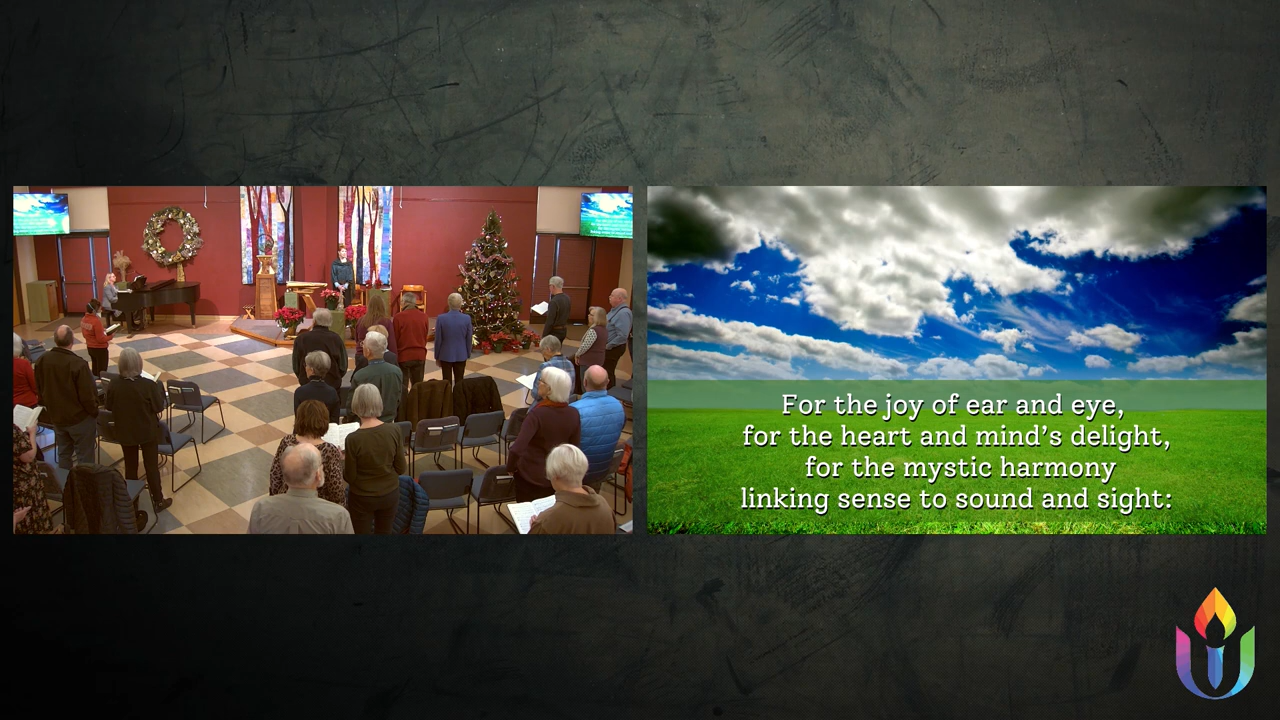 For the joy of ear and eye,
for the heart and mind's delight,
for the mystic harmony
linking sense to sound and sight: